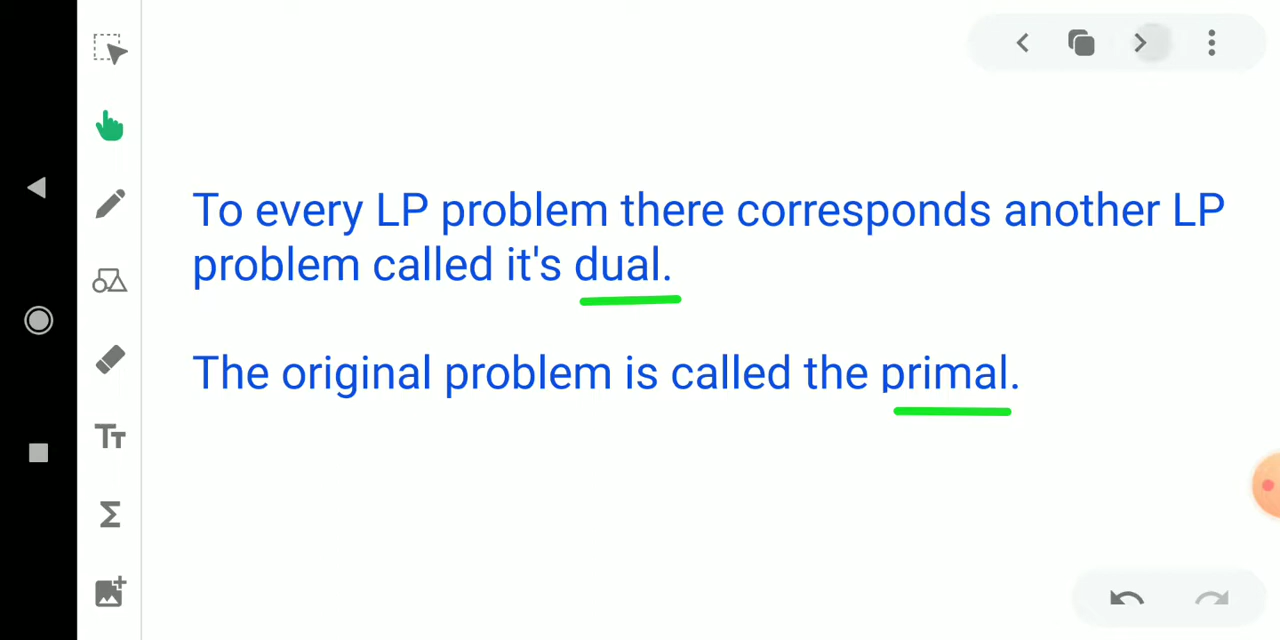 To every LP problem there corresponds another LP
problem called it's dual.
The original problem is called the primal.